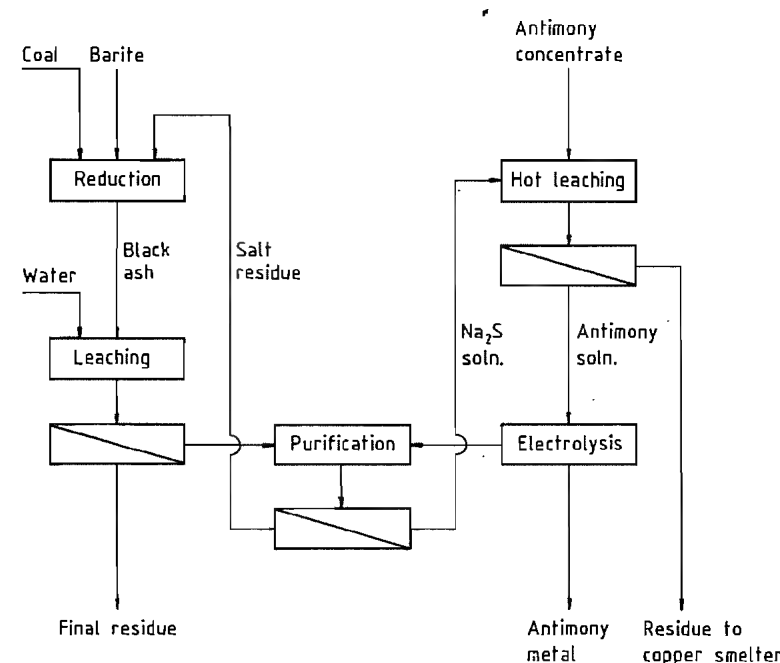 Coal
Barite
Antimony
concentrate
Reduction
Hot leaching
Black
ash
Salt
residue
Water
Na₂S
soln.
Antimony
soln.
Leaching
Purification
Electrolysis
Final residue
Antimony
metal
Residue to
copper smelter